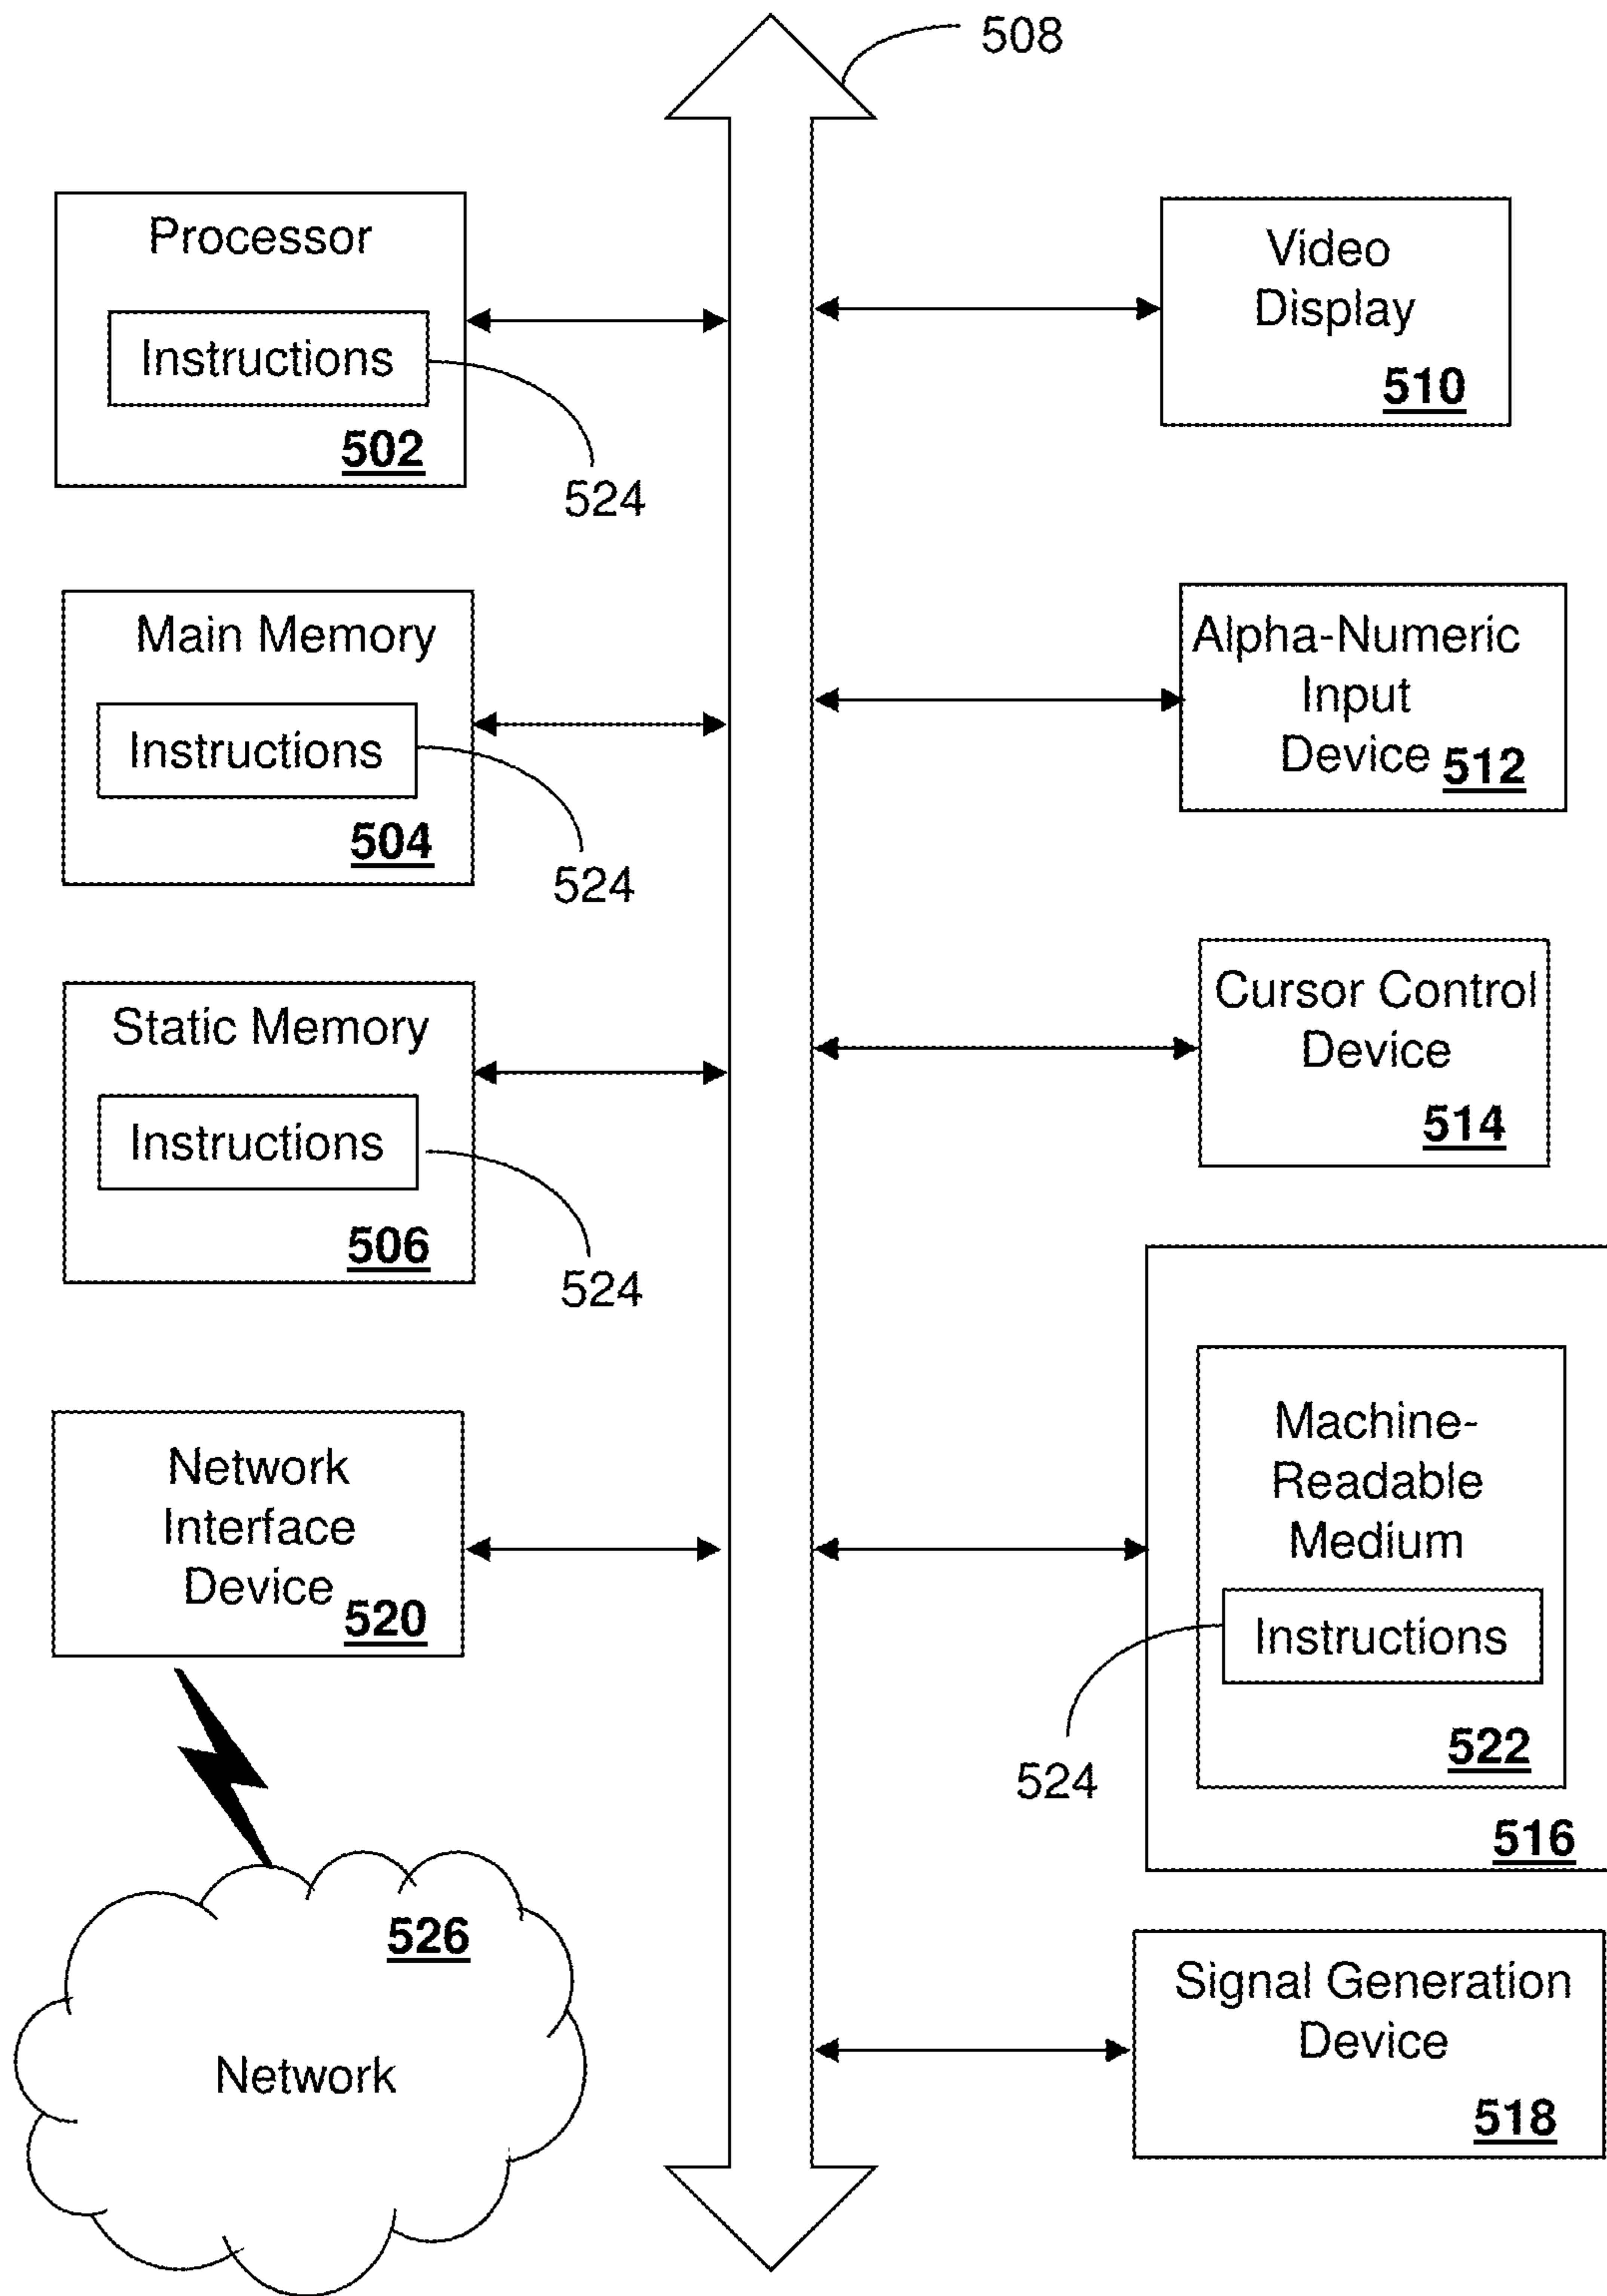 508
Processor
Instructions
502
524
Main Memory
Instructions
504
524
Static Memory
Instructions
506
524
Network
Interface
Device
520
526
Network
Video
Display
510
Alpha-Numeric
Input
Device 512
Cursor Control
Device
514
Machine-
Readable
Medium
Instructions
522
524
516
Signal Generation
Device
518